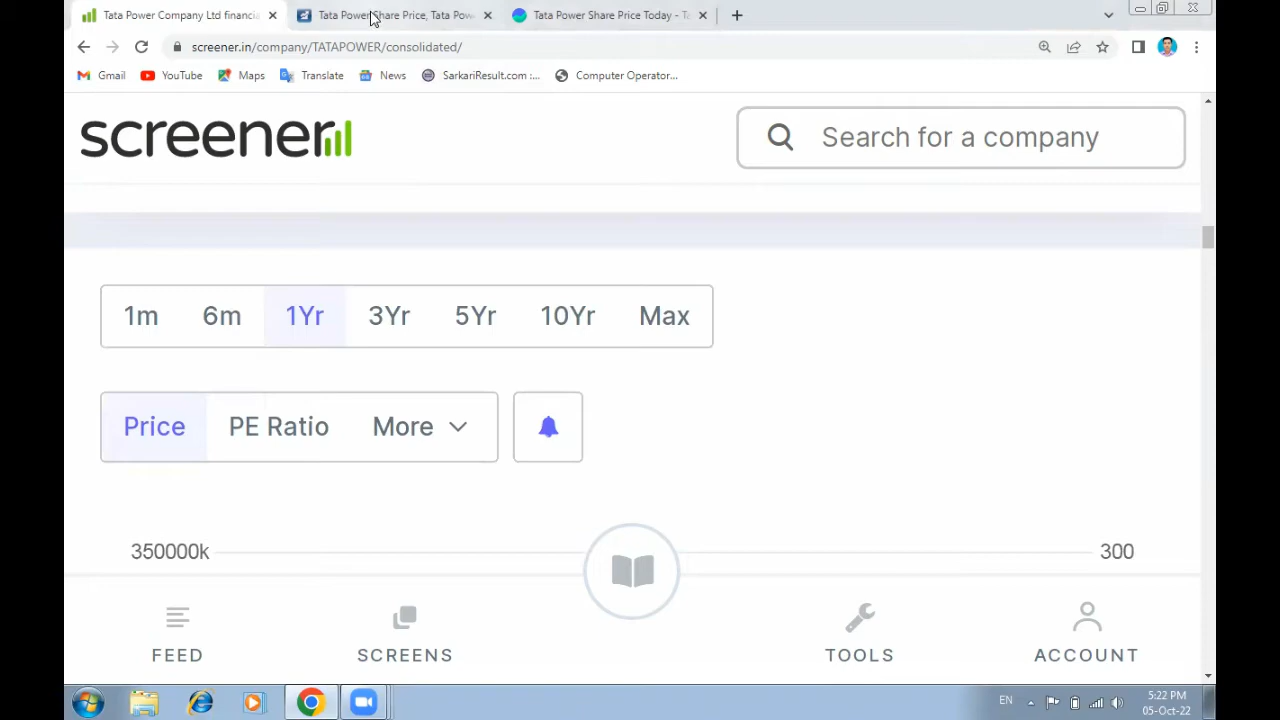 Tata Power Company Ltd financia
Tata Power Share Price, Tata Pow
Tata Power Share Price Today - Ta
screener.in/company/TATAPOWER/consolidated/
Gmail
YouTube
Maps
Translate
News
SarkariResult.com :...
Computer Operator...
screener
Search for a company
1m 6m 1Yr 3Yr 5Yr 10Yr Max
Price PE Ratio More
350000k 300
FEED SCREENS TOOLS ACCOUNT
EN
5:22 PM
05-Oct-22